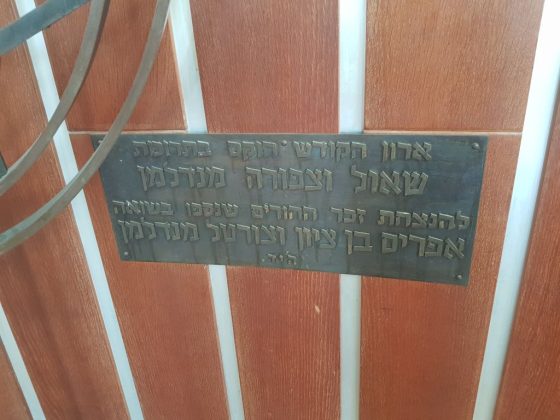 ארון הקודש הוקם בתרומת
שאול וצפורה מנדלמן
להנצחת זכר ההורים שנספו בשואה
אפרים בן ציון וצורטל מנדלמן
הי"ד.